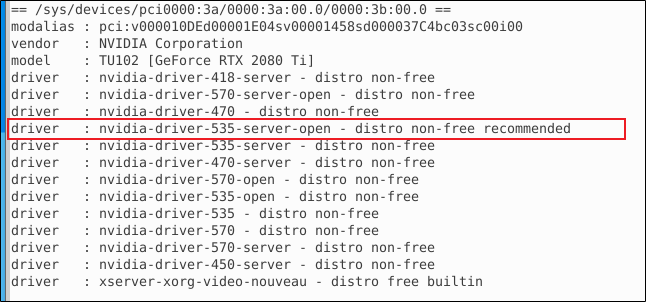 == /sys/devices/pci0000:3a/0000:3a:00.0/0000:3b:00.0 ==
modalias : pci:v000010DEd00001E04sv00001458sd000037C4bc03sc00i00
vendor   : NVIDIA Corporation
model    : TU102 [GeForce RTX 2080 Ti]
driver   : nvidia-driver-418-server - distro non-free
driver   : nvidia-driver-570-server-open - distro non-free
driver   : nvidia-driver-470 - distro non-free
driver   : nvidia-driver-535-server-open - distro non-free recommended
driver   : nvidia-driver-535-server - distro non-free
driver   : nvidia-driver-470-server - distro non-free
driver   : nvidia-driver-570-open - distro non-free
driver   : nvidia-driver-535-open - distro non-free
driver   : nvidia-driver-535 - distro non-free
driver   : nvidia-driver-570 - distro non-free
driver   : nvidia-driver-570-server - distro non-free
driver   : nvidia-driver-450-server - distro non-free
driver   : xserver-xorg-video-nouveau - distro free builtin